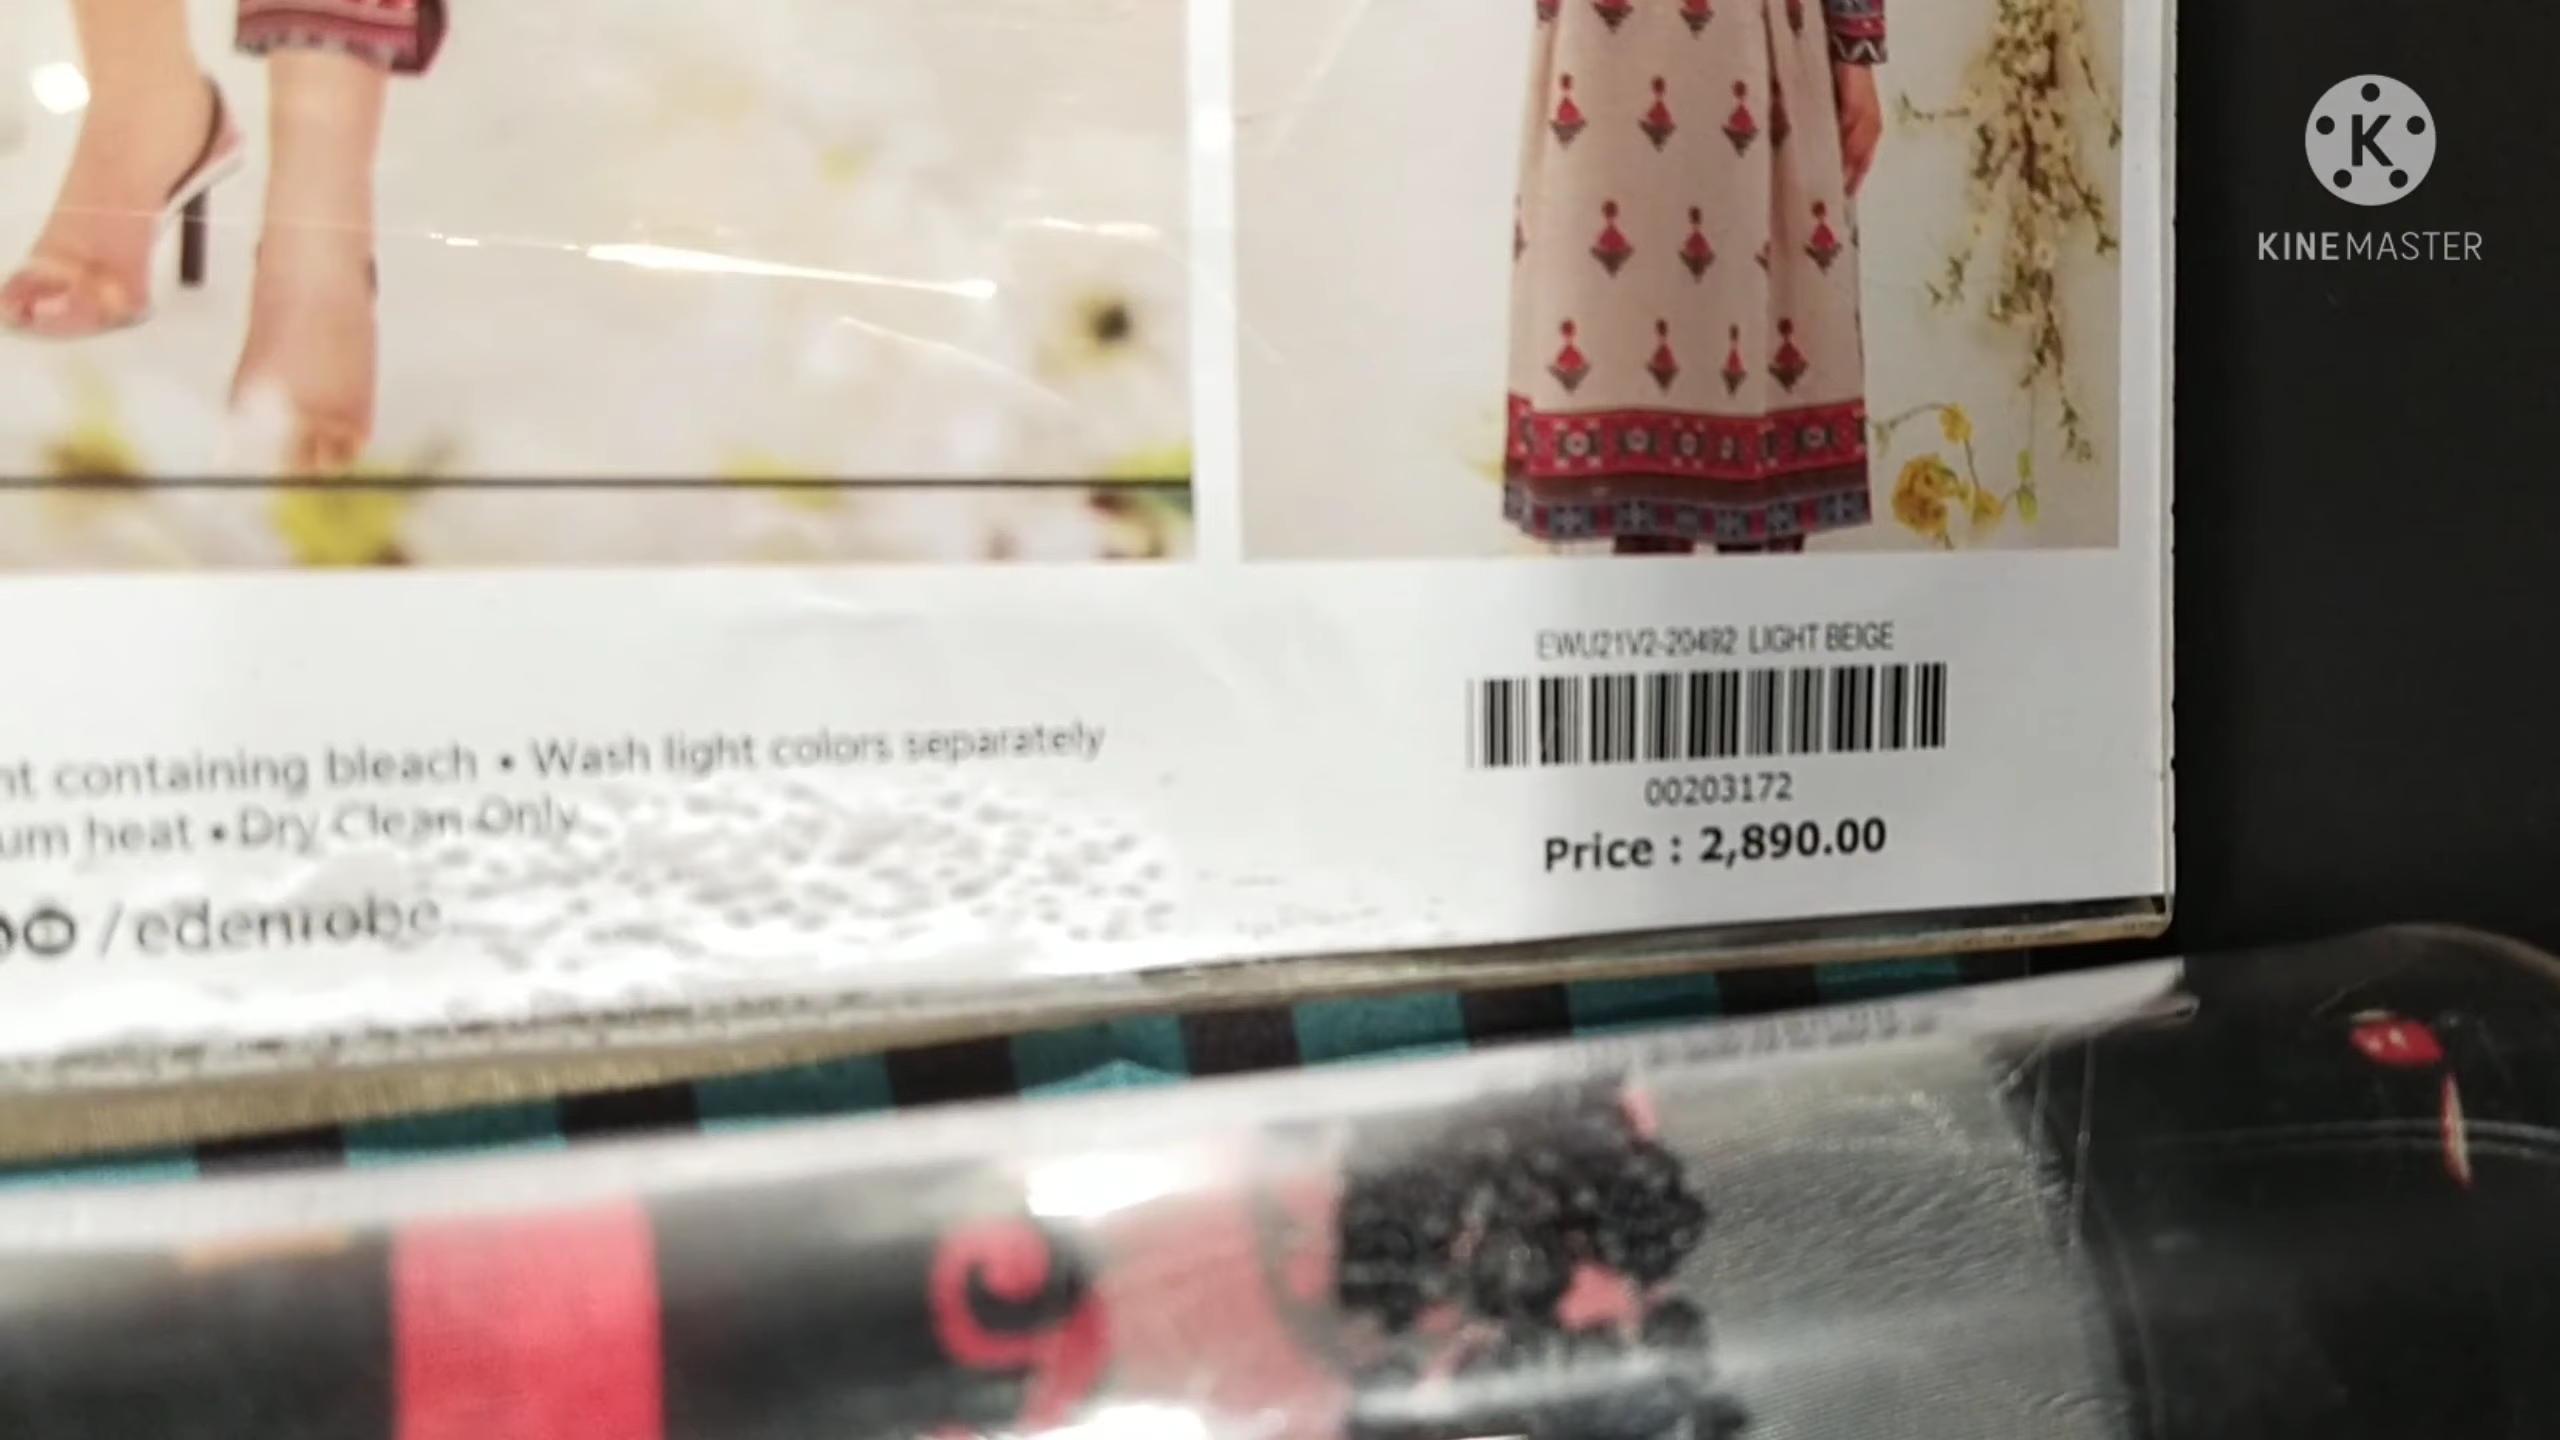 KINEMASTER
EWU21V2-20492 LIGHT BEIGE
nt containing bleach • Wash light colors separately
um heat • Dry Clean Only
/edenrobe
00203172
Price : 2,890.00